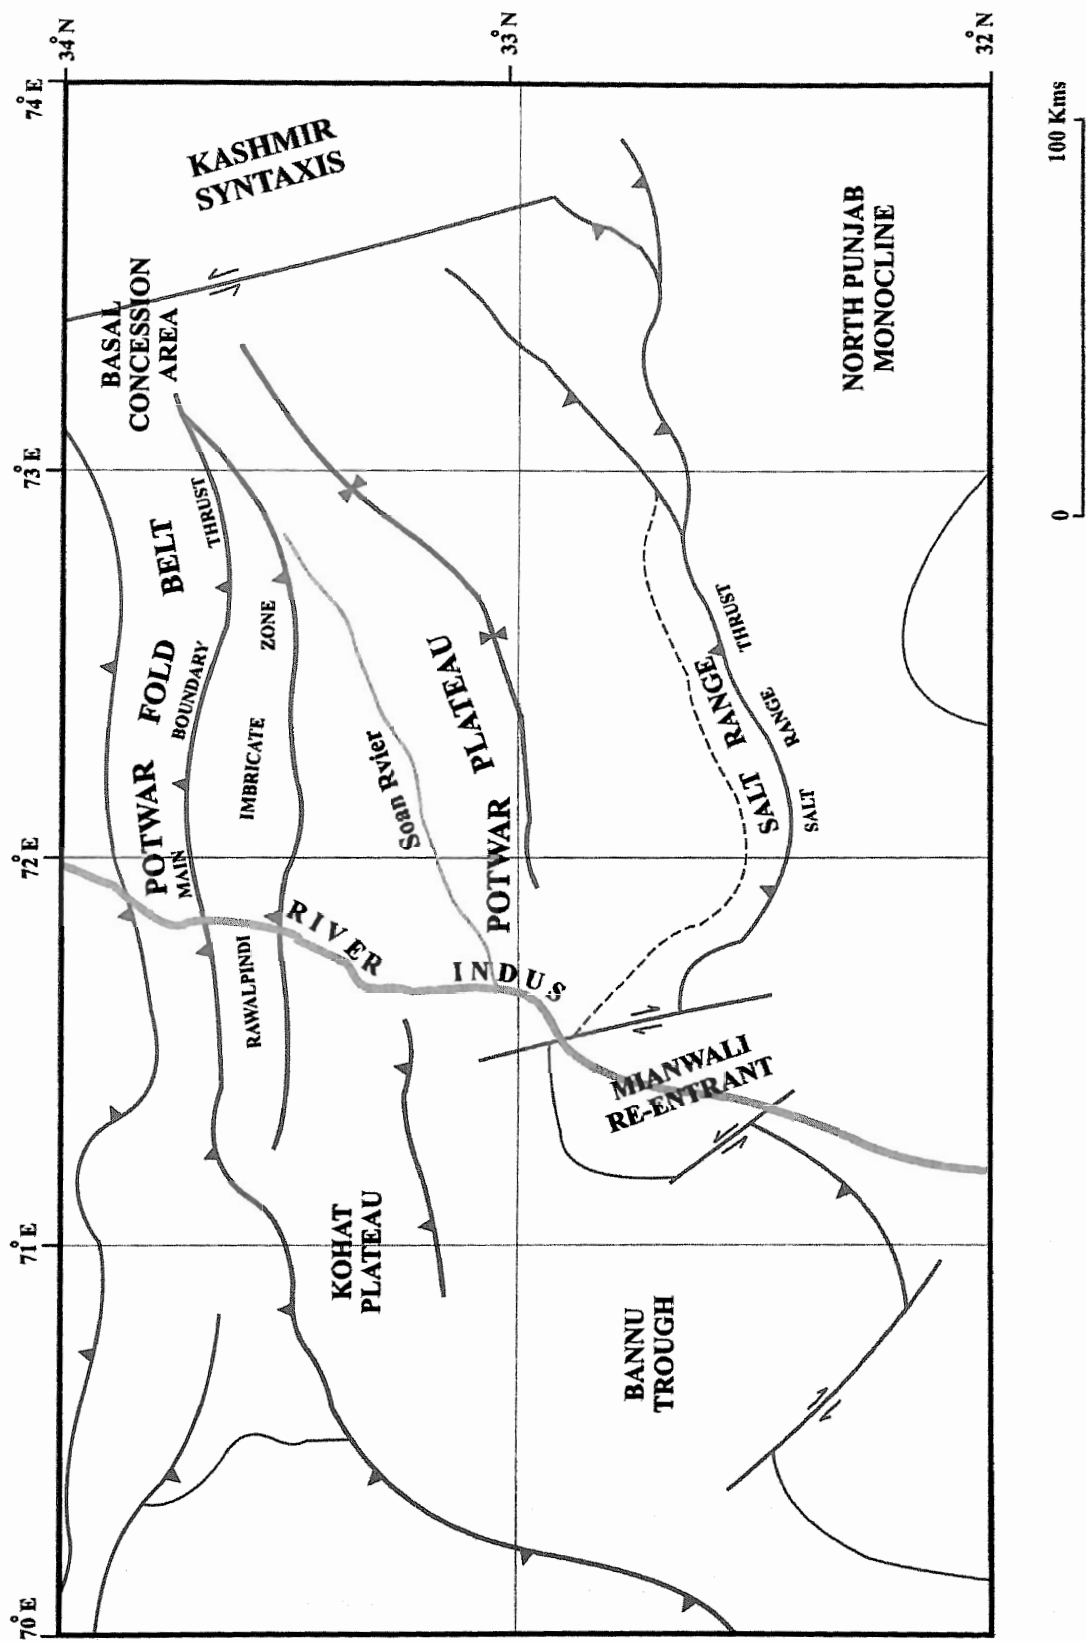 34°N
33°N
32°N
74°E
73°E
72°E
71°E
70°E
KASHMIR
SYNTAXIS
BASAL
CONCESSION
AREA
NORTH PUNJAB
MONOCLINE
POTWAR FOLD BELT
MAIN BOUNDARY THRUST
RAWALPINDI IMBRICATE ZONE
Soan Rvier
POTWAR PLATEAU
SALT RANGE
SALT RANGE THRUST
RIVER INDUS
MIANWALI
RE-ENTRANT
KOHAT
PLATEAU
BANNU
TROUGH
0 100 Kms